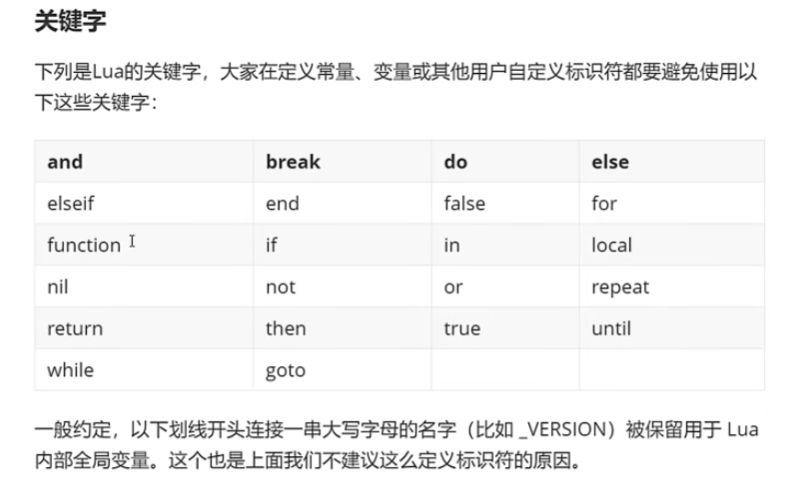 关键字
下列是Lua的关键字，大家在定义常量、变量或其他用户自定义标识符都要避免使用以
下这些关键字：
and break do else
elseif end false for
function if in local
nil not or repeat
return then true until
while goto
一般约定，以下划线开头连接一串大写字母的名字（比如 _VERSION）被保留用于 Lua
内部全局变量。这个也是上面我们不建议这么定义标识符的原因。